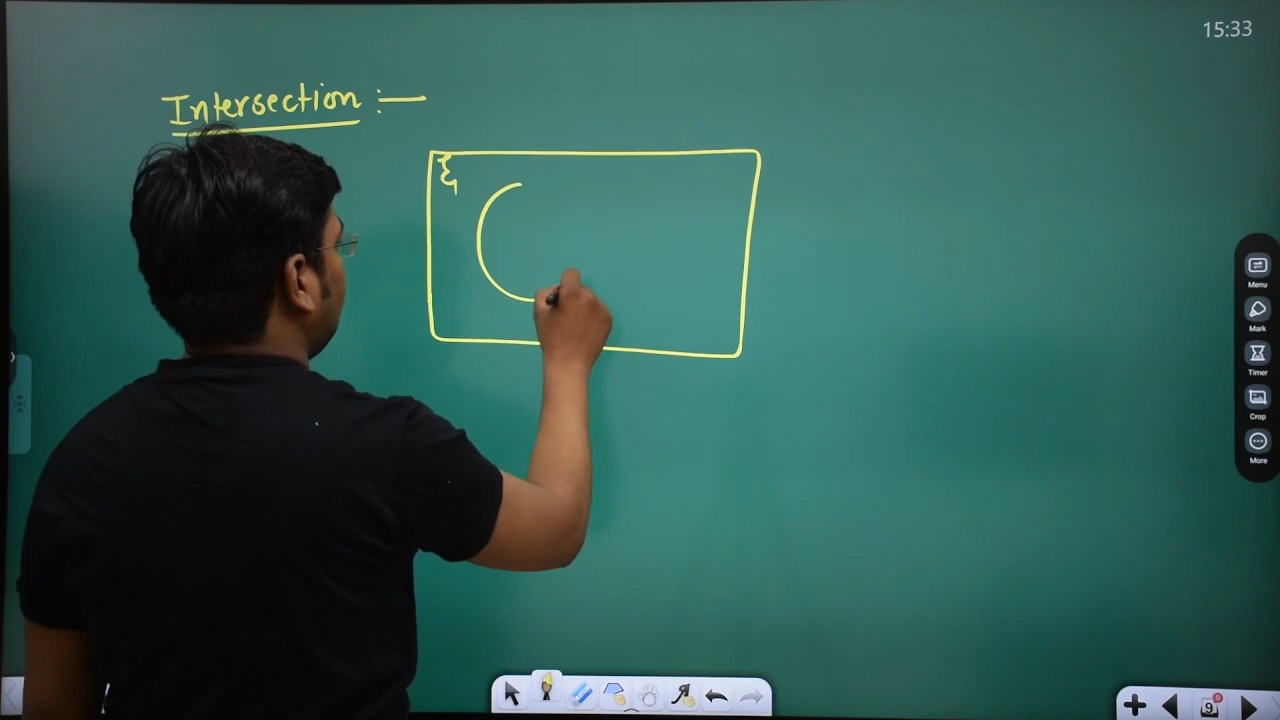 15:33
Intersection :—
ξ
Menu
Mark
Timer
Crop
More
9